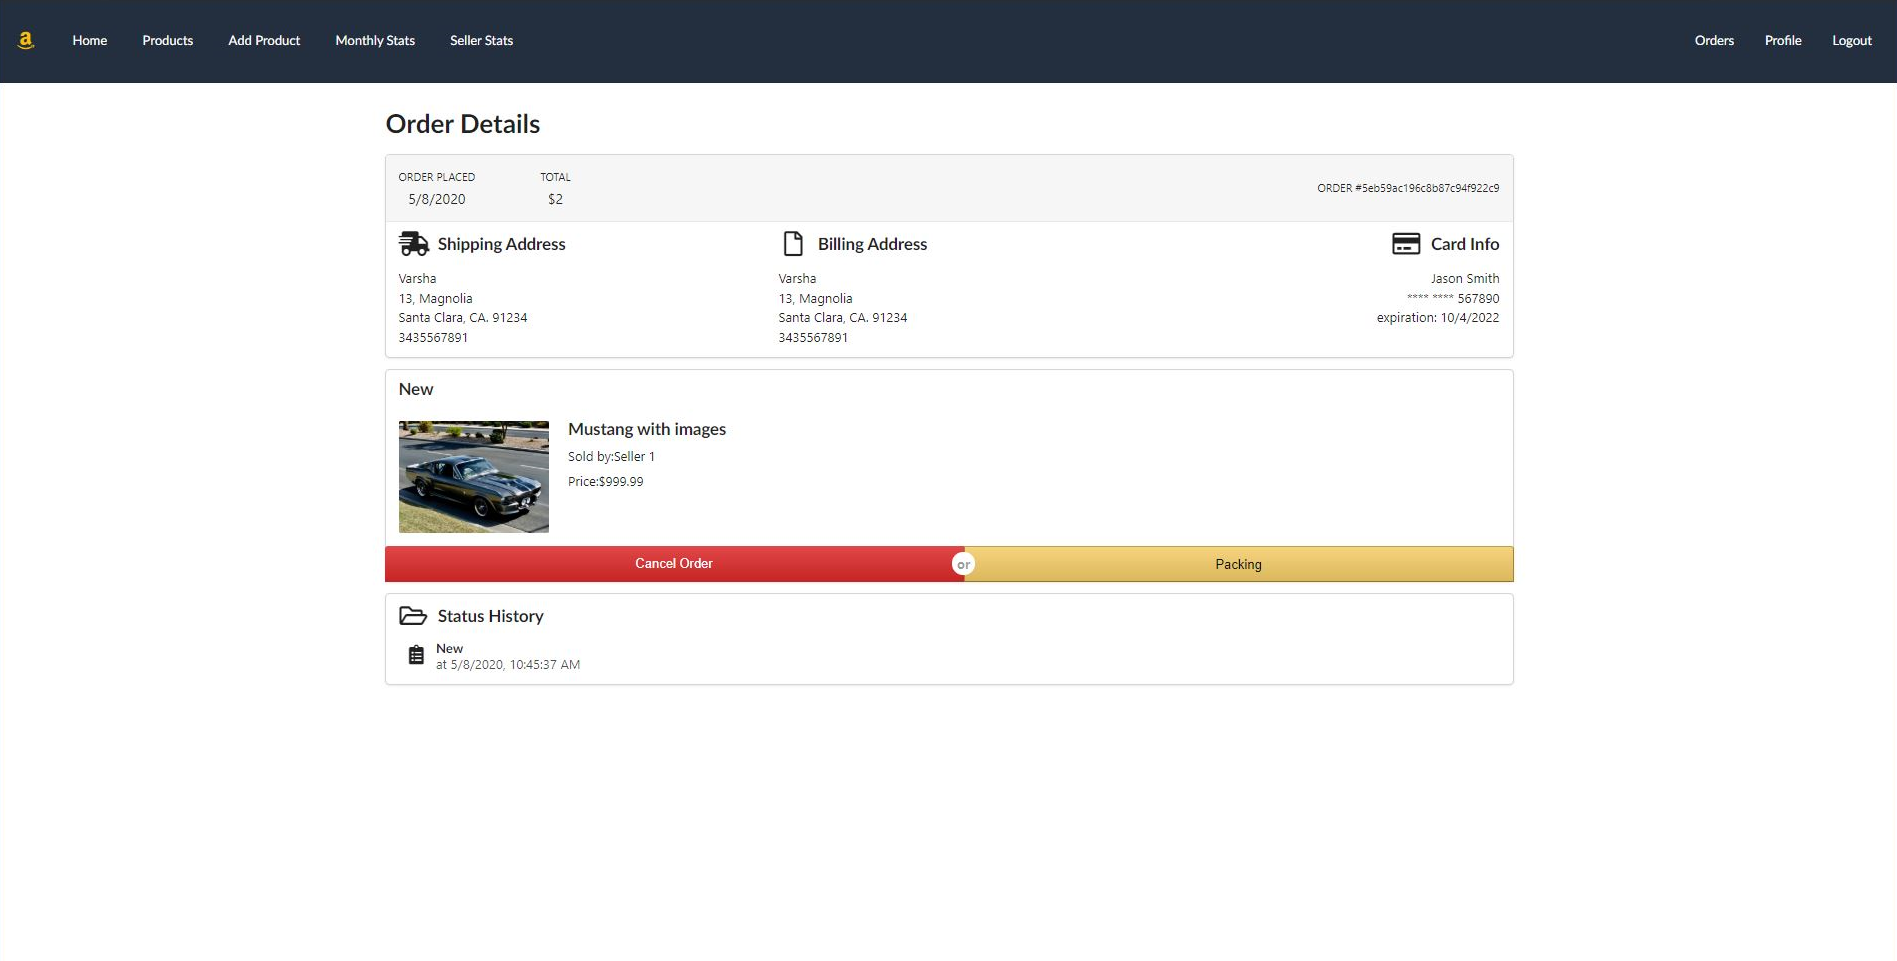 a Home Products Add Product Monthly Stats Seller Stats Orders Profile Logout
Order Details
ORDER PLACED TOTAL
5/8/2020 $2
ORDER #5eb59ac196c8b87c94f922c9
Shipping Address
Varsha
13, Magnolia
Santa Clara, CA. 91234
3435567891
Billing Address
Varsha
13, Magnolia
Santa Clara, CA. 91234
3435567891
Card Info
Jason Smith
**** **** 567890
expiration: 10/4/2022
New
Mustang with images
Sold by:Seller 1
Price:$999.99
Cancel Order or Packing
Status History
New
at 5/8/2020, 10:45:37 AM